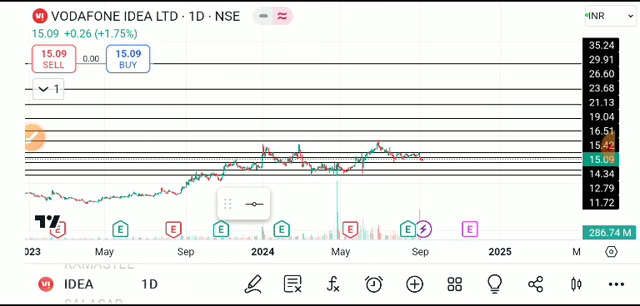 VODAFONE IDEA LTD · 1D · NSE
INR
15.09 +0.26 (+1.75%)
35.24
15.09 0.00 15.09
SELL BUY
29.91
26.60
1
23.68
21.13
19.04
16.51
15.42
15.09
14.34
12.79
11.72
E E E E E E E E
286.74 M
2023 May Sep 2024 May Sep 2025 M
RAMASTEE
IDEA 1D
SALASAR